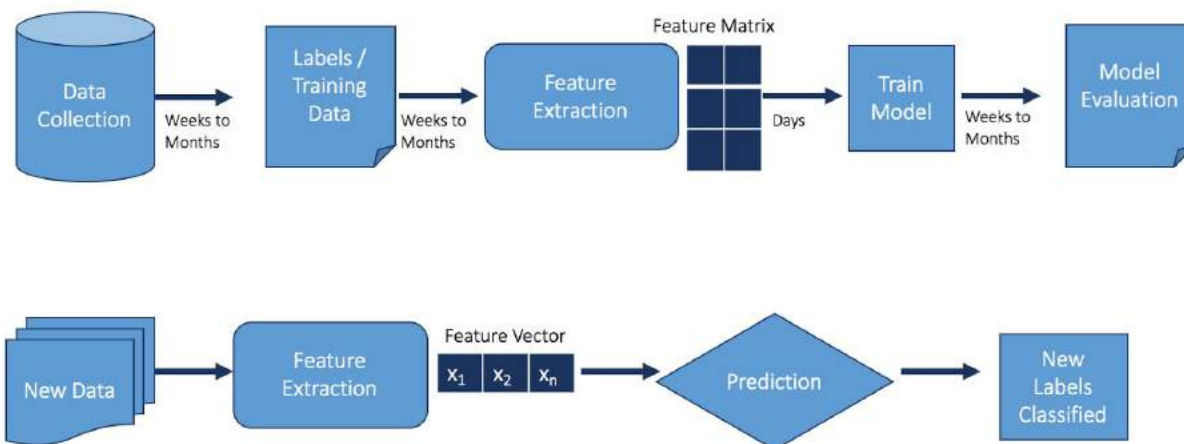 Data
Collection
Weeks to
Months
Labels /
Training
Data
Weeks to
Months
Feature
Extraction
Feature Matrix
Days
Train
Model
Weeks to
Months
Model
Evaluation
New Data
Feature
Extraction
Feature Vector
x₁ x₂ xₙ
Prediction
New
Labels
Classified